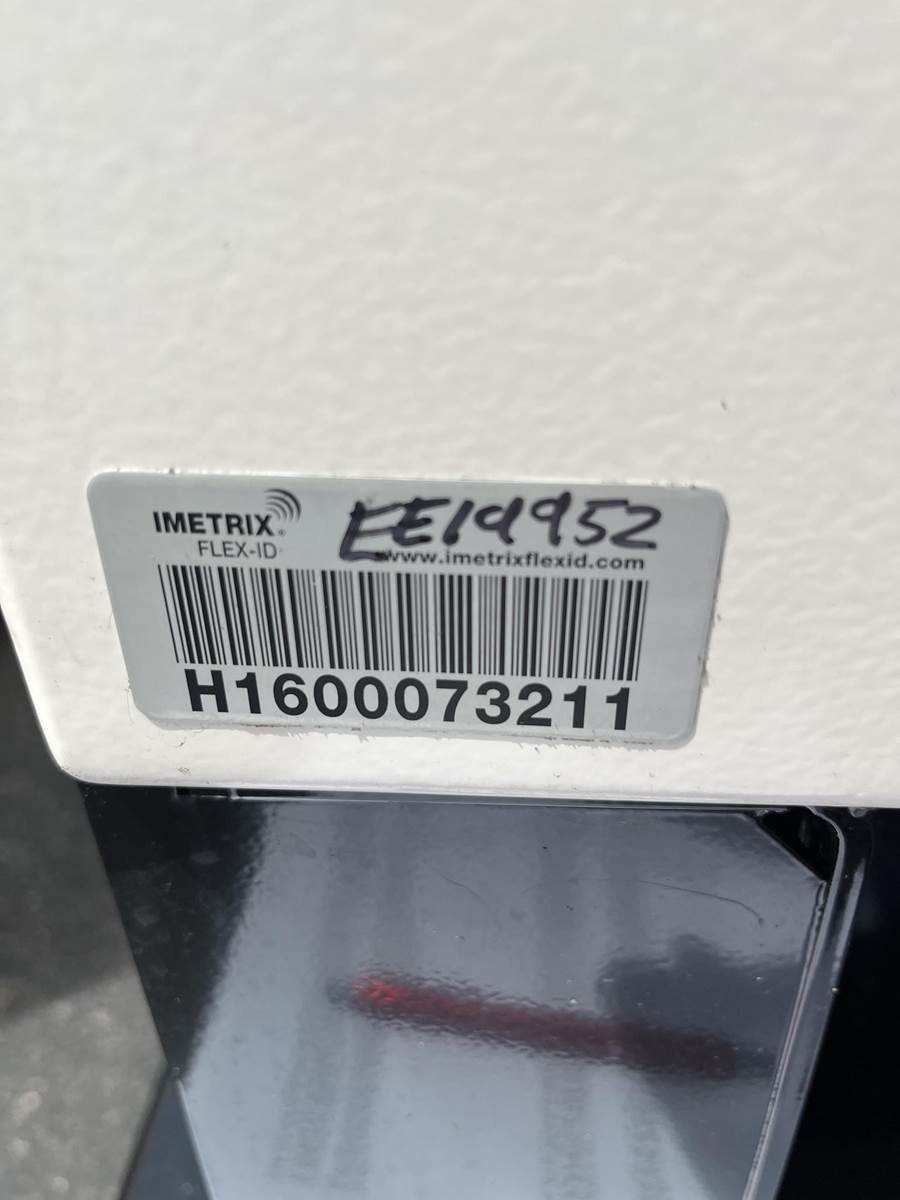 IMETRIX®
FLEX-ID
EE19952
www.imetrixflexid.com
H1600073211